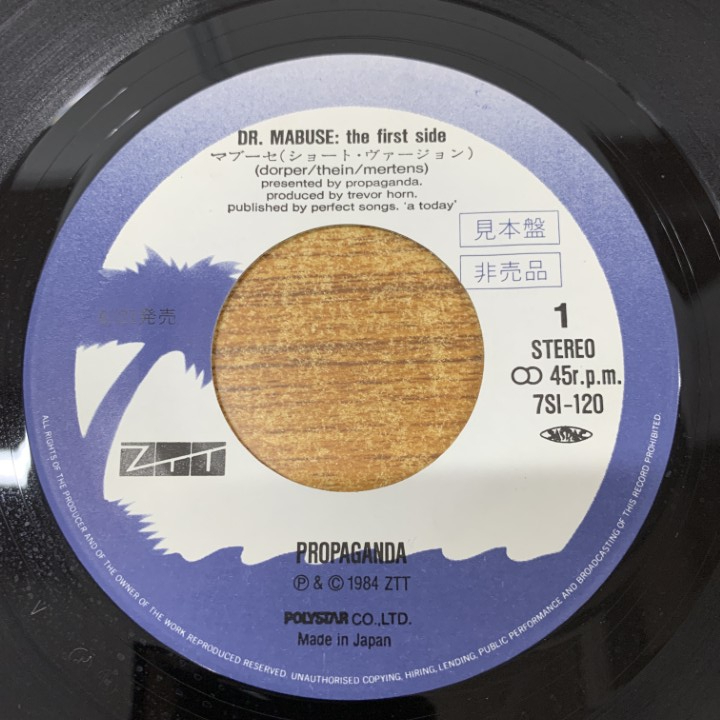 DR. MABUSE: the first side
マブーセ(ショート・ヴァージョン)
(dorper/thein/mertens)
presented by propaganda.
produced by trevor horn.
published by perfect songs. 'a today'
見本盤
非売品
発売
1
STEREO
45r.p.m.
7SI-120
ZTT
PROPAGANDA
Ⓟ & © 1984 ZTT
POLYSTAR CO.,LTD.
Made in Japan
ALL RIGHTS OF THE PRODUCER AND OF THE OWNER OF THE WORK REPRODUCED RESERVED. UNAUTHORISED COPYING, HIRING, LENDING, PUBLIC PERFORMANCE AND BROADCASTING OF THIS RECORD PROHIBITED.